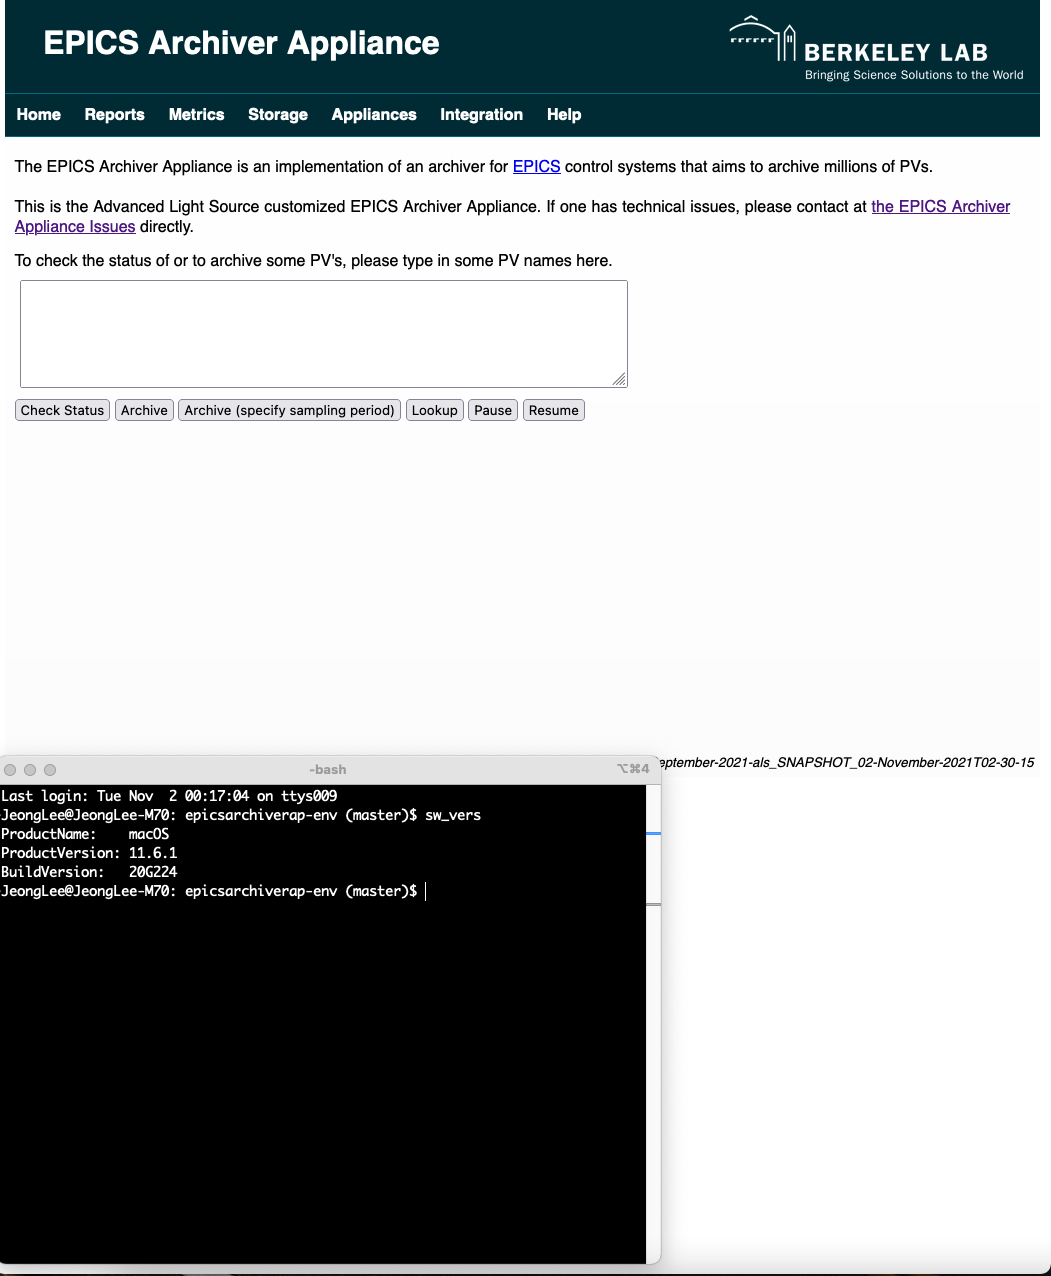 EPICS Archiver Appliance
BERKELEY LAB
Bringing Science Solutions to the World
Home Reports Metrics Storage Appliances Integration Help
The EPICS Archiver Appliance is an implementation of an archiver for EPICS control systems that aims to archive millions of PVs.
This is the Advanced Light Source customized EPICS Archiver Appliance. If one has technical issues, please contact at the EPICS Archiver
Appliance Issues directly.
To check the status of or to archive some PV's, please type in some PV names here.
Check Status Archive Archive (specify sampling period) Lookup Pause Resume
eptember-2021-als_SNAPSHOT_02-November-2021T02-30-15
-bash ⌥⌘4
Last login: Tue Nov  2 00:17:04 on ttys009
JeongLee@JeongLee-M70: epicsarchiverap-env (master)$ sw_vers
ProductName:    macOS
ProductVersion: 11.6.1
BuildVersion:   20G224
JeongLee@JeongLee-M70: epicsarchiverap-env (master)$